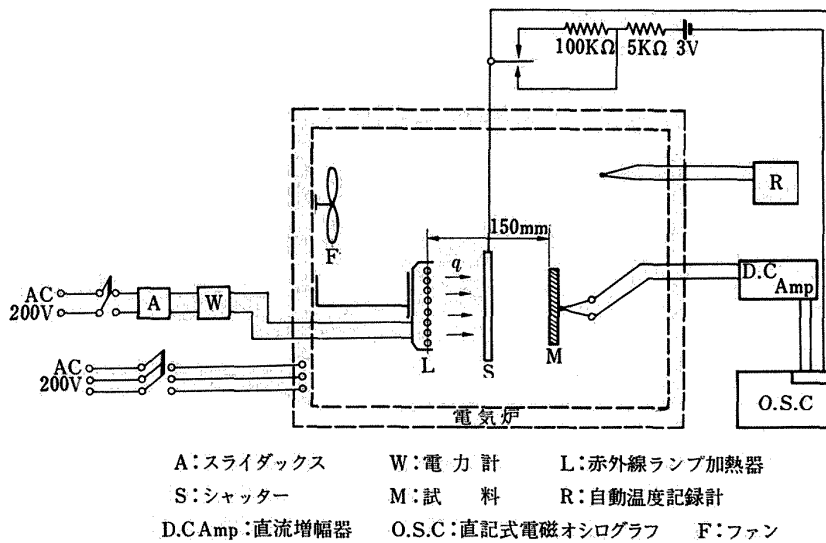 100KΩ 5KΩ 3V
R
150mm
F
q
D.C Amp
AC 200V
A
W
L
S
M
AC 200V
O.S.C
電気炉
A:スライダックス W:電力計 L:赤外線ランプ加熱器
S:シャッター M:試料 R:自動温度記録計
D.C Amp:直流増幅器 O.S.C:直記式電磁オシログラフ F:ファン